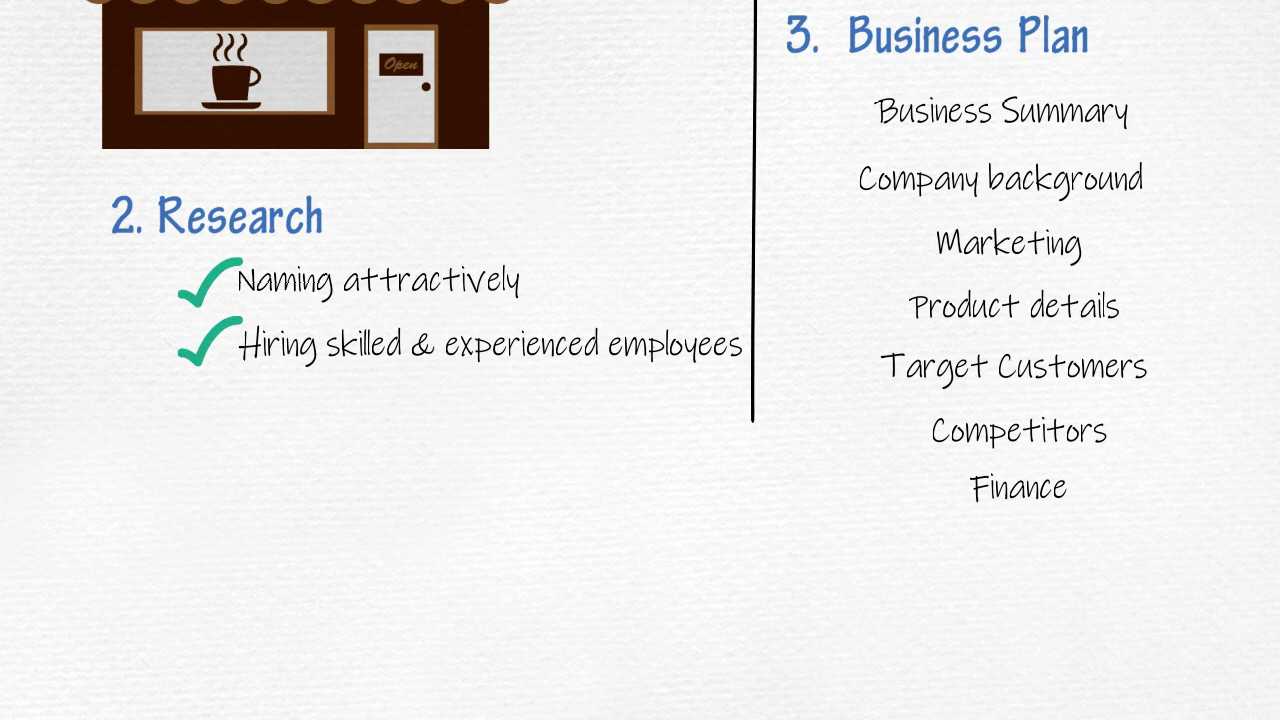 Open
2. Research
Naming attractively
Hiring skilled & experienced employees
3. Business Plan
Business Summary
Company background
Marketing
Product details
Target Customers
Competitors
Finance